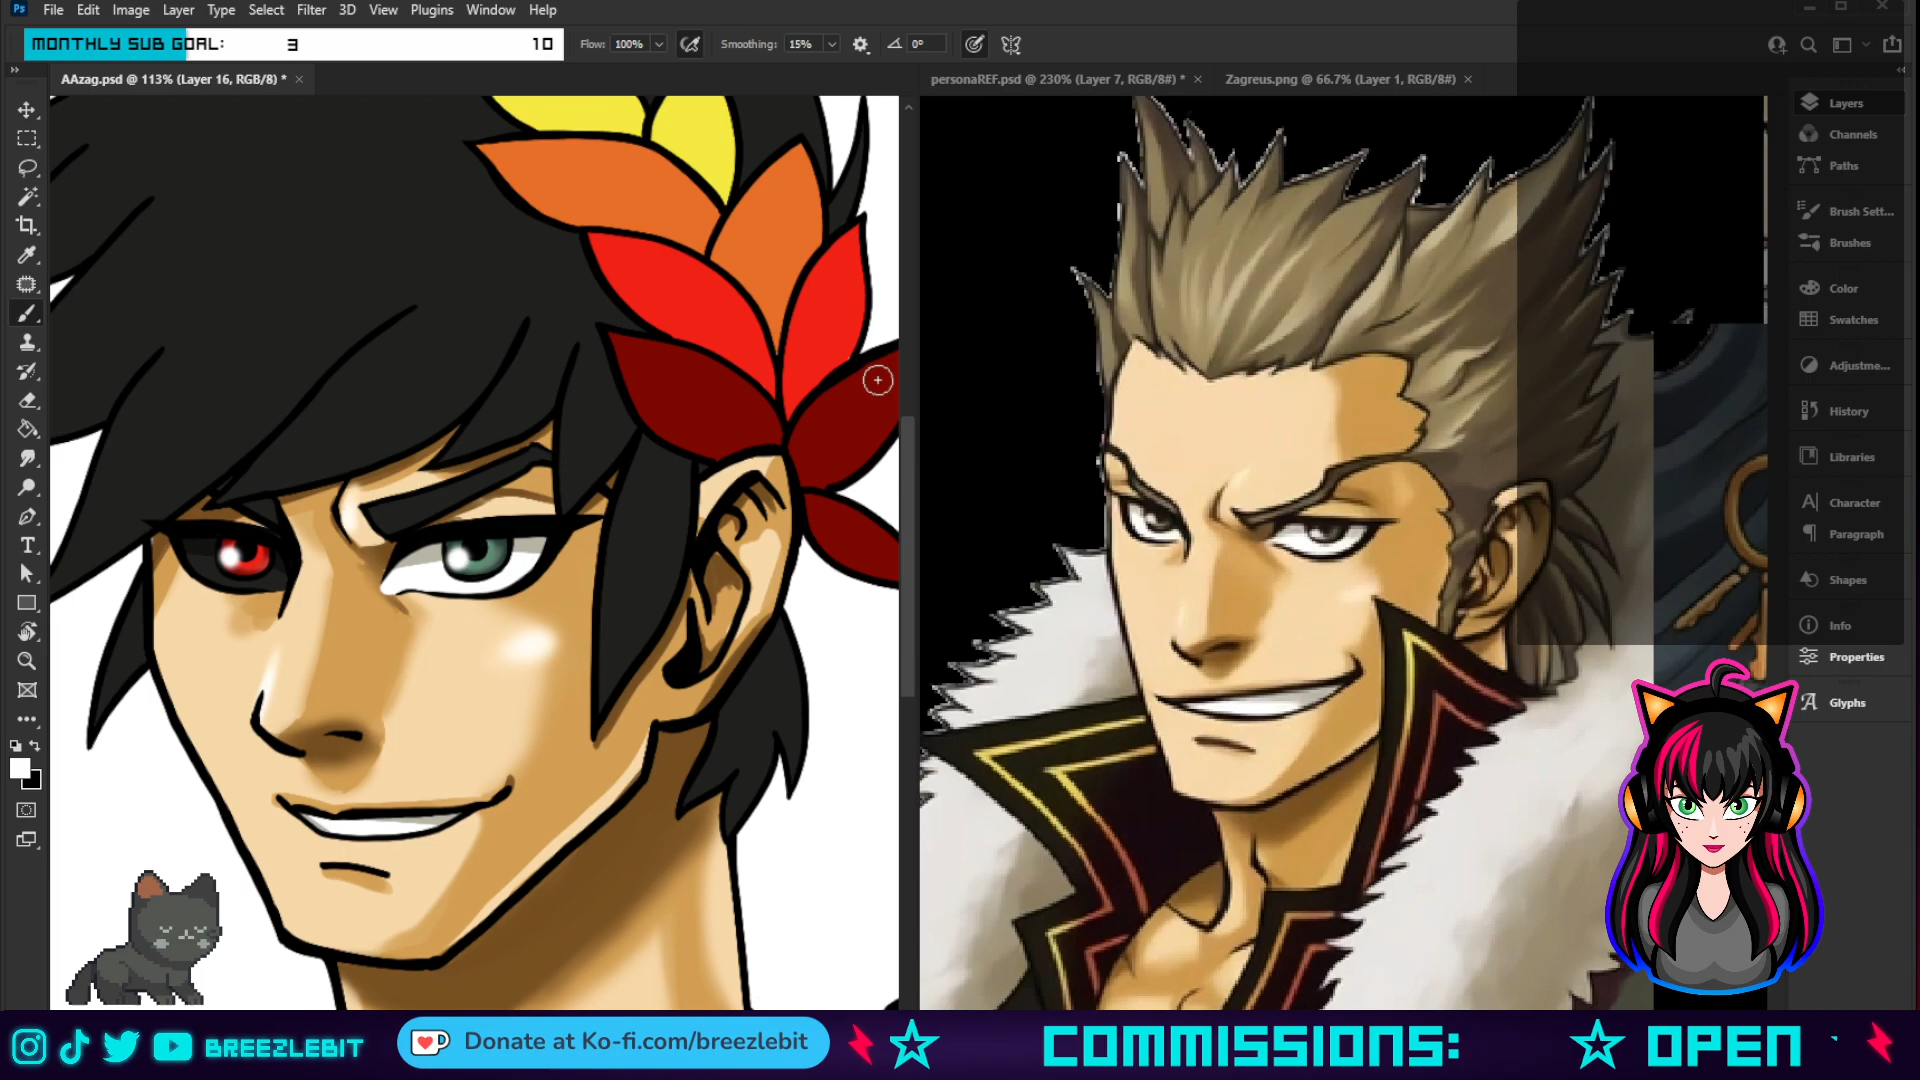 Ps File Edit Image Layer Type Select Filter 3D View Plugins Window Help
MONTHLY SUB GOAL: 3 10
Flow: 100% Smoothing: 15% 0°
AAzag.psd @ 113% (Layer 16, RGB/8) * ×
personaREF.psd @ 230% (Layer 7, RGB/8#) * × Zagreus.png @ 66.7% (Layer 1, RGB/8#) ×
Layers
Channels
Paths
Brush Sett...
Brushes
Color
Swatches
Adjustme...
History
Libraries
Character
Paragraph
Shapes
Info
Properties
Glyphs
BREEZLEBIT
Donate at Ko-fi.com/breezlebit
COMMISSIONS:
OPEN